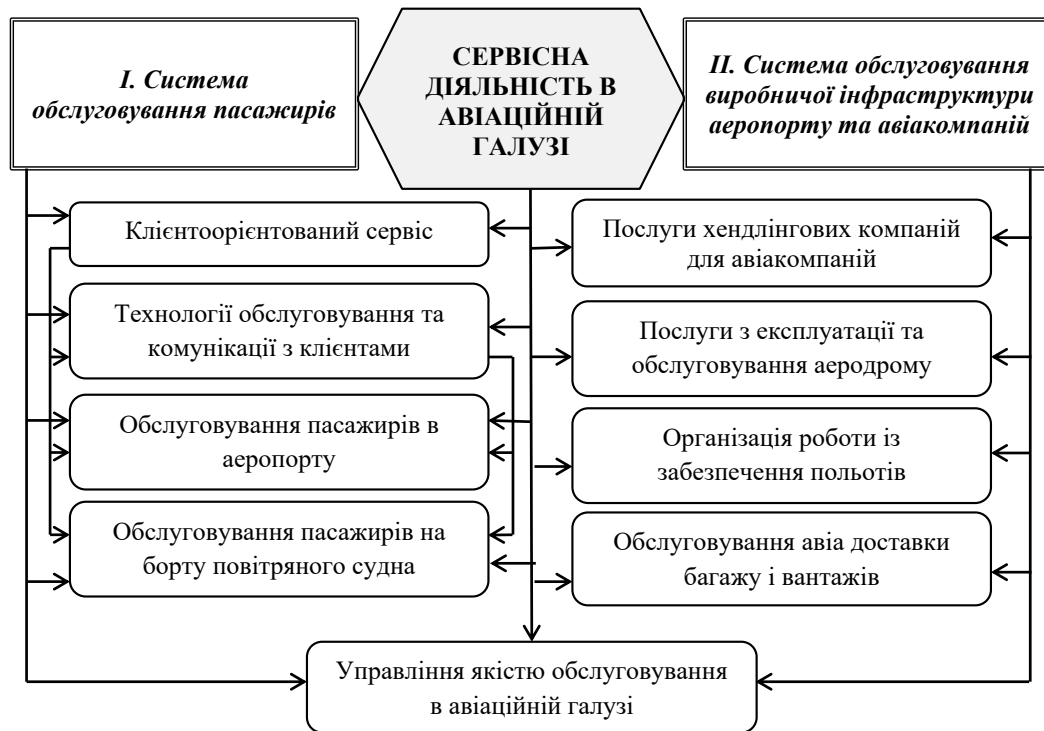 I. Система
обслуговування пасажирів
СЕРВІСНА
ДІЯЛЬНІСТЬ В
АВІАЦІЙНІЙ
ГАЛУЗІ
II. Система обслуговування
виробничої інфраструктури
аеропорту та авіакомпаній
Клієнтоорієнтований сервіс
Технології обслуговування та
комунікації з клієнтами
Обслуговування пасажирів в
аеропорту
Обслуговування пасажирів на
борту повітряного судна
Послуги хендлінгових компаній
для авіакомпаній
Послуги з експлуатації та
обслуговування аеродрому
Організація роботи із
забезпечення польотів
Обслуговування авіа доставки
багажу і вантажів
Управління якістю обслуговування
в авіаційній галузі